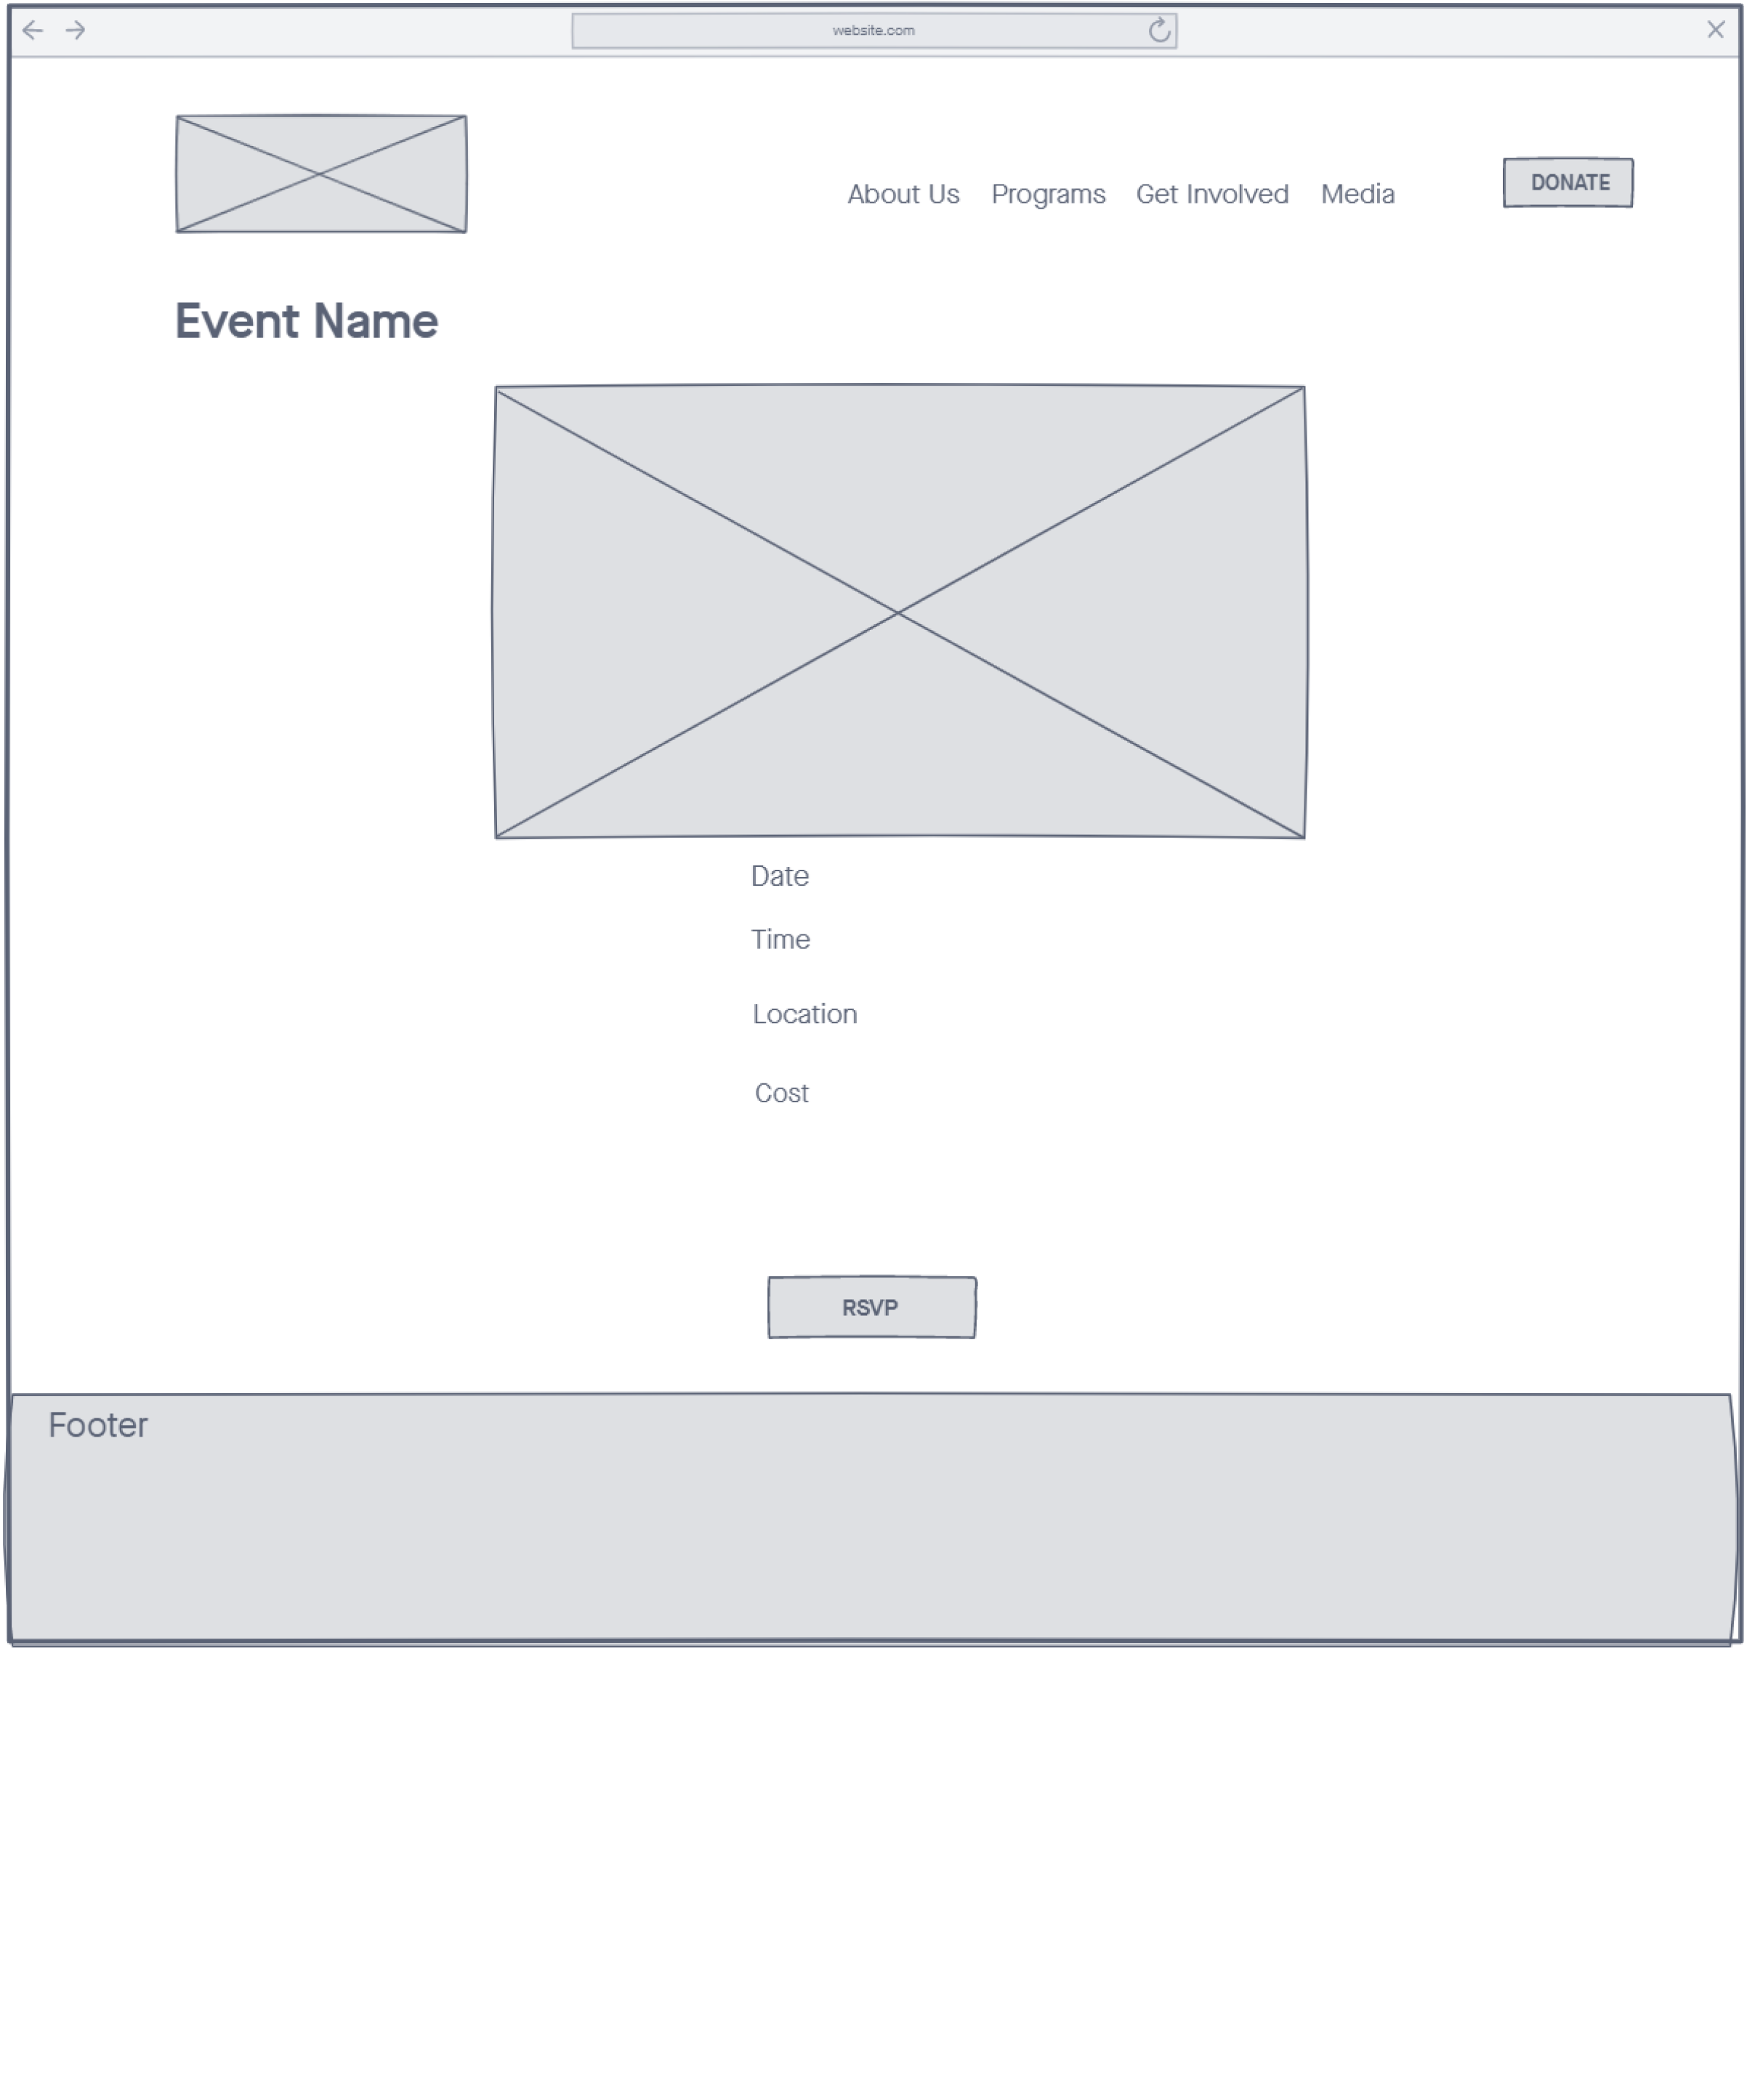 website.com
About Us Programs Get Involved Media DONATE
Event Name
Date
Time
Location
Cost
RSVP
Footer